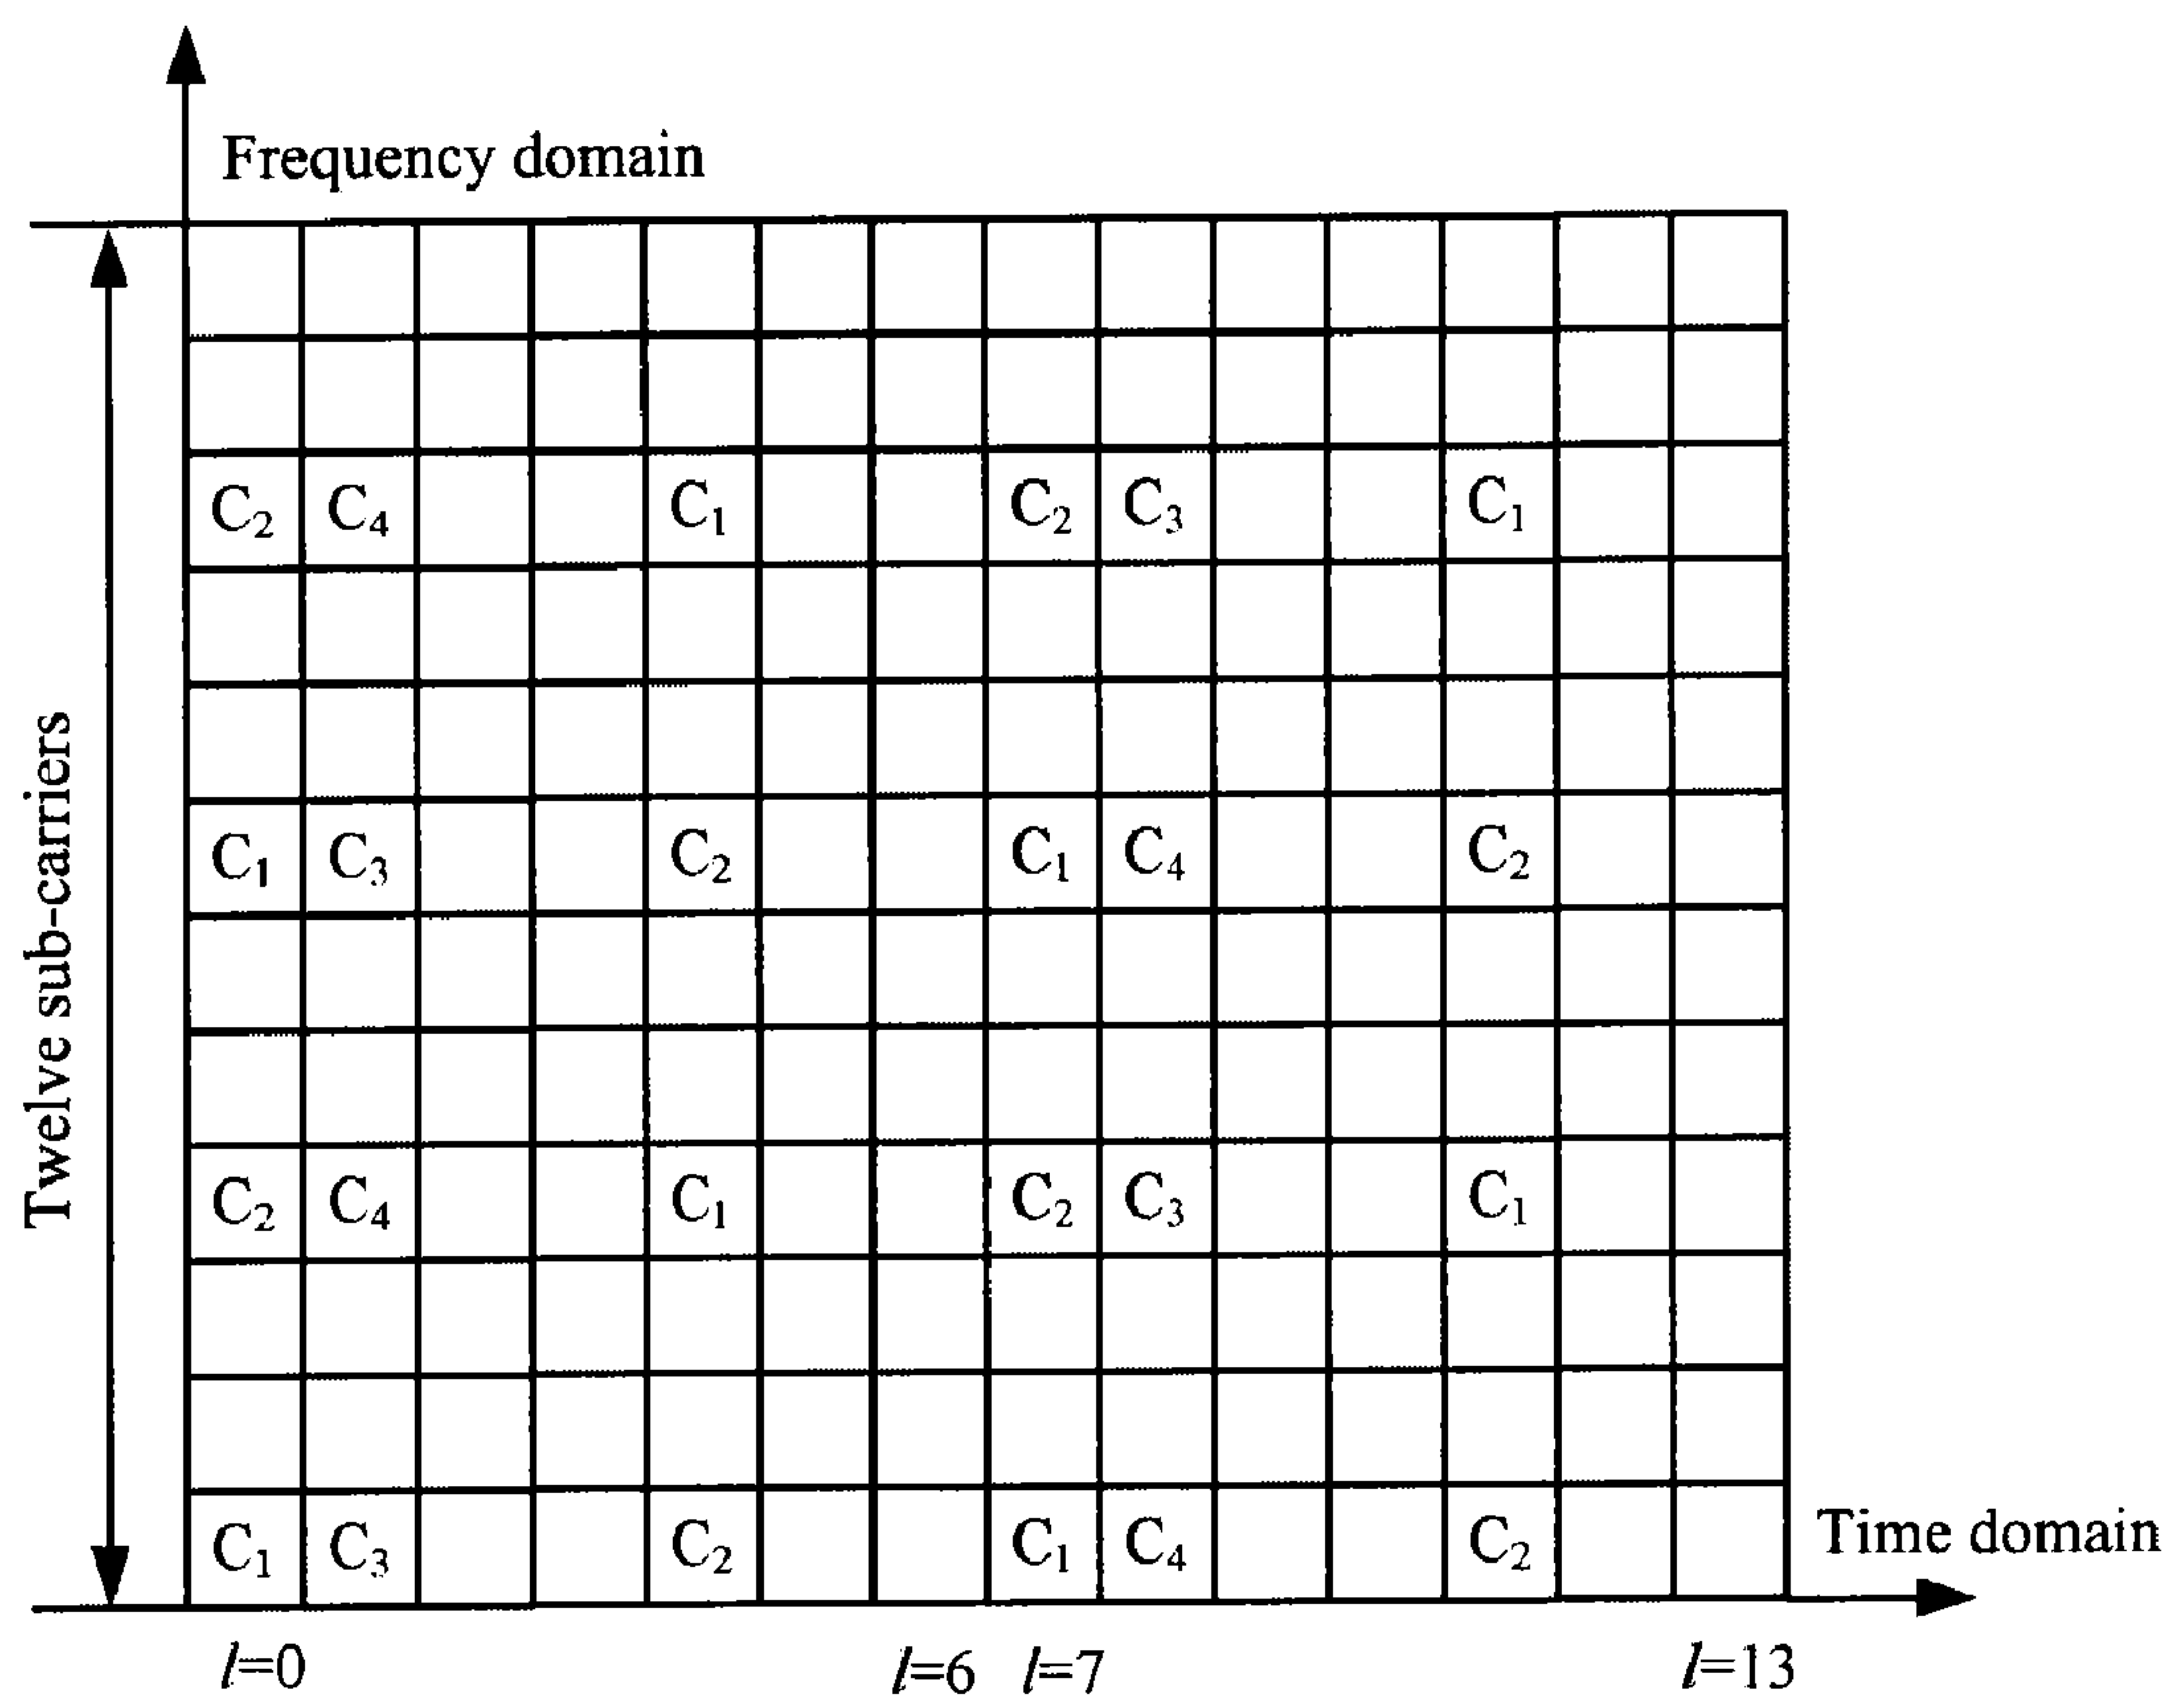 Frequency domain
C₂ C₄ C₁ C₂ C₃ C₁
C₁ C₃ C₂ C₁ C₄ C₂
C₂ C₄ C₁ C₂ C₃ C₁
C₁ C₃ C₂ C₁ C₄ C₂
Twelve sub-carriers
Time domain
l=0 l=6 l=7 l=13